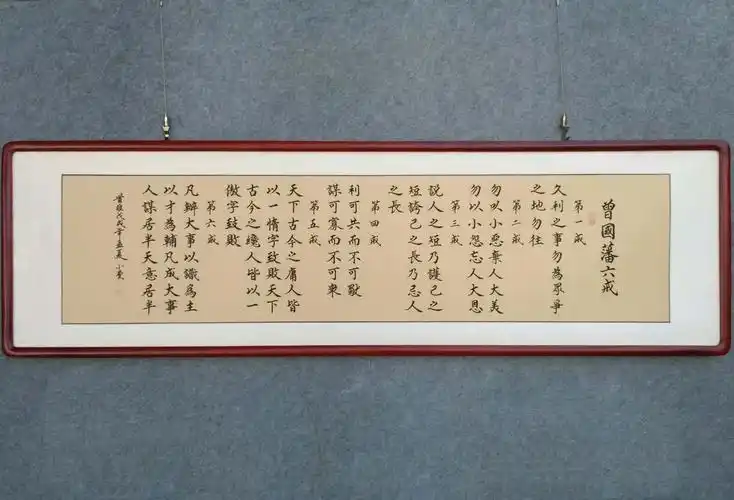 曾國藩六戒
第一戒
久利之事勿為眾爭
之地勿往
第二戒
勿以小惡棄人大美
勿以小怨忘人大恩
第三戒
說人之短乃護己之
短誇己之長乃忌人
之長
第四戒
利可共而不可獨
謀可寡而不可衆
第五戒
天下古今之庸人皆
以一惰字致敗天下
古今之纔人皆以一
傲字致敗
第六戒
凡辦大事以識為主
以才為輔凡成大事
人謀居半天意居半
戊戌年孟夏